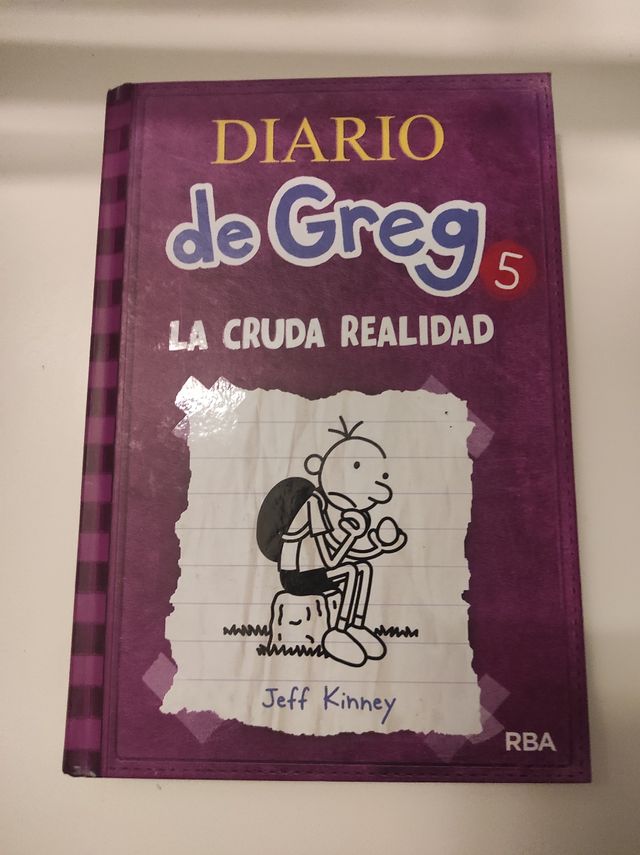 DIARIO
de Greg 5
LA CRUDA REALIDAD
Jeff Kinney
RBA